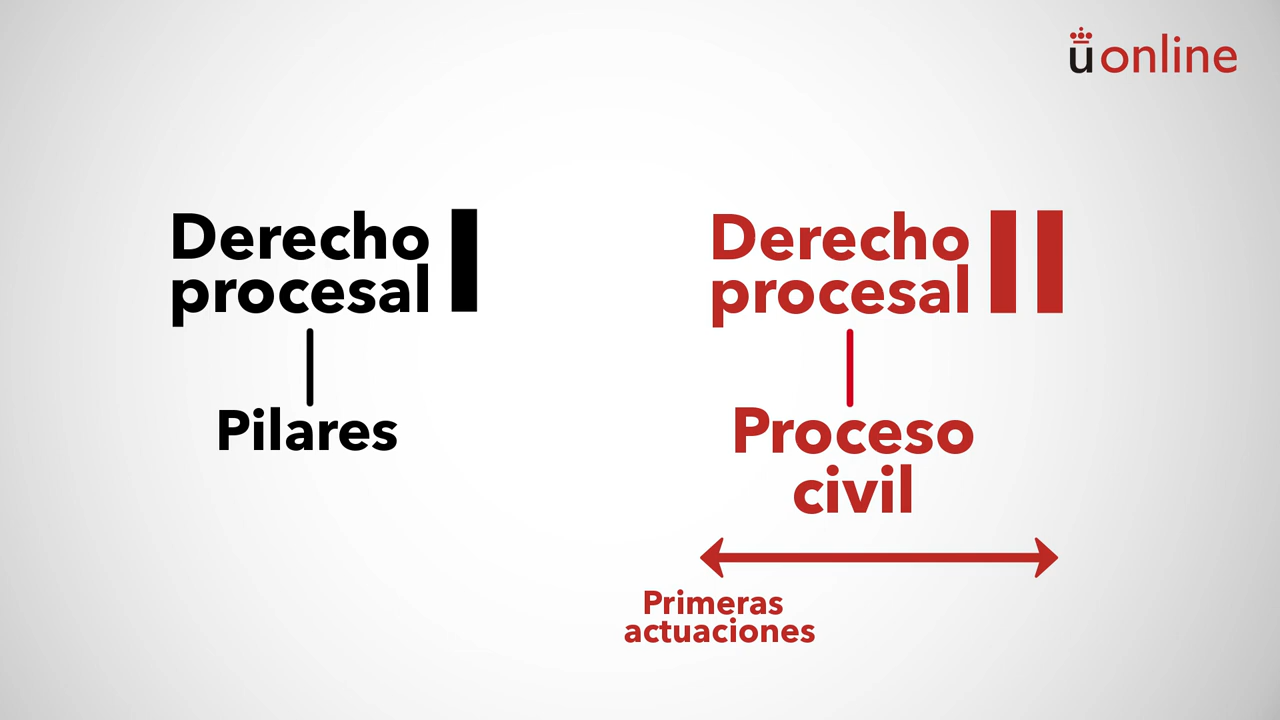 ü online
Derecho
procesal I
Pilares
Derecho
procesal II
Proceso
civil
Primeras
actuaciones